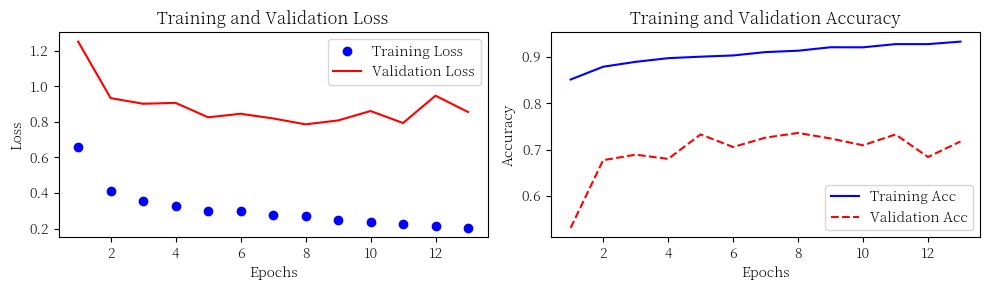 Training and Validation Loss
1.2
1.0
0.8
0.6
0.4
0.2
Loss
Training Loss
Validation Loss
2 4 6 8 10 12
Epochs
Training and Validation Accuracy
0.9
0.8
0.7
0.6
Accuracy
Training Acc
Validation Acc
2 4 6 8 10 12
Epochs